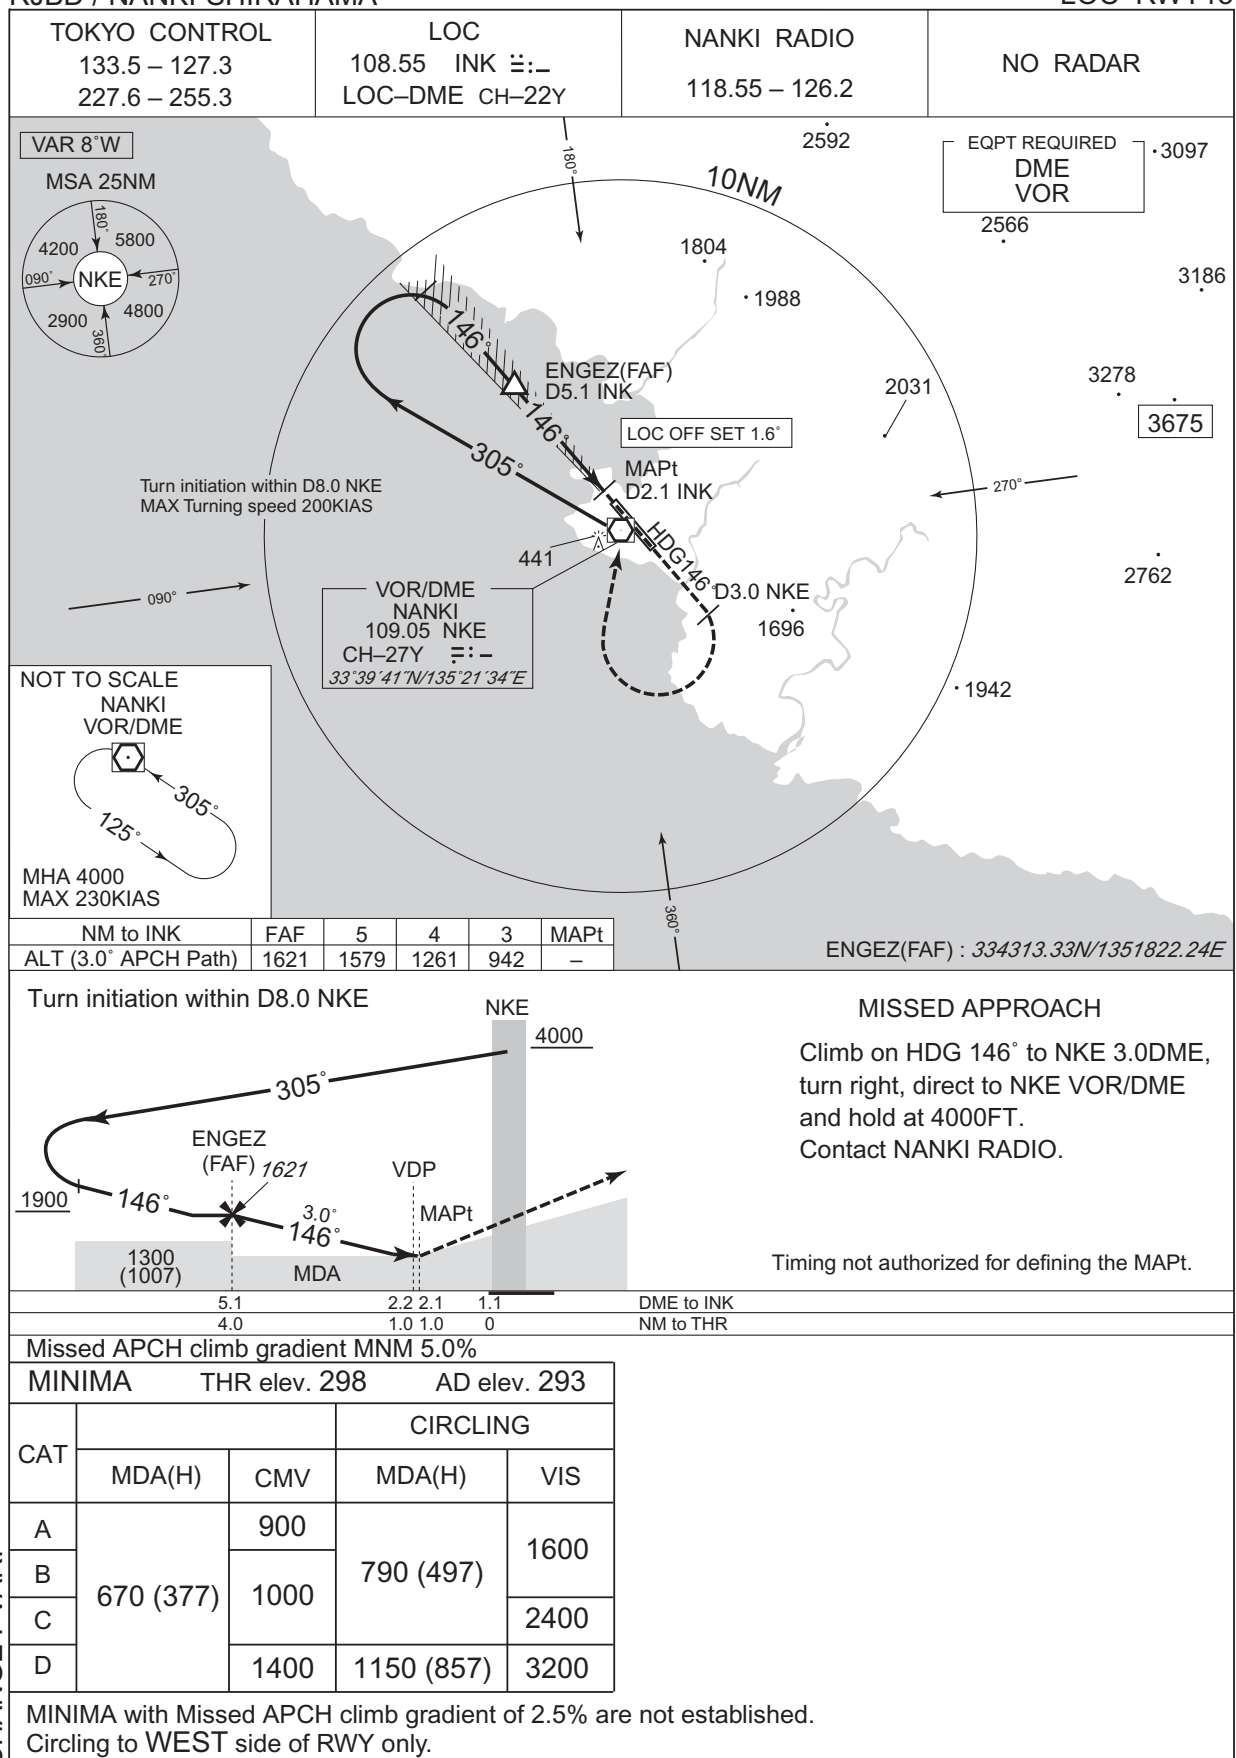 TOKYO CONTROL
133.5 – 127.3
227.6 – 255.3
LOC
108.55 INK
LOC–DME CH–22Y
NANKI RADIO
118.55 – 126.2
NO RADAR
VAR 8°W
MSA 25NM
180°
4200
5800
090°
NKE
270°
2900
4800
360°
180°
10NM
2592
EQPT REQUIRED
DME
VOR
3097
2566
1804
3186
1988
146°
ENGEZ(FAF)
D5.1 INK
3278
2031
3675
146°
LOC OFF SET 1.6°
305°
MAPt
D2.1 INK
Turn initiation within D8.0 NKE
MAX Turning speed 200KIAS
270°
HDG146°
441
2762
090°
VOR/DME
NANKI
109.05 NKE
CH–27Y
33°39´41˝N/135°21´34˝E
D3.0 NKE
1696
1942
NOT TO SCALE
NANKI
VOR/DME
305°
125°
MHA 4000
MAX 230KIAS
360°
NM to INK FAF 5 4 3 MAPt
ALT (3.0° APCH Path) 1621 1579 1261 942 –
ENGEZ(FAF) : 334313.33N/1351822.24E
Turn initiation within D8.0 NKE
NKE
4000
305°
ENGEZ
(FAF) 1621
VDP
1900
146°
3.0°
146°
MAPt
1300
(1007)
MDA
MISSED APPROACH
Climb on HDG 146° to NKE 3.0DME,
turn right, direct to NKE VOR/DME
and hold at 4000FT.
Contact NANKI RADIO.
Timing not authorized for defining the MAPt.
5.1 2.2 2.1 1.1 DME to INK
4.0 1.0 1.0 0 NM to THR
Missed APCH climb gradient MNM 5.0%
MINIMA THR elev. 298 AD elev. 293
CAT
CIRCLING
MDA(H) CMV MDA(H) VIS
A 900
B 670 (377) 1000 790 (497) 1600
C 2400
D 1400 1150 (857) 3200
MINIMA with Missed APCH climb gradient of 2.5% are not established.
Circling to WEST side of RWY only.